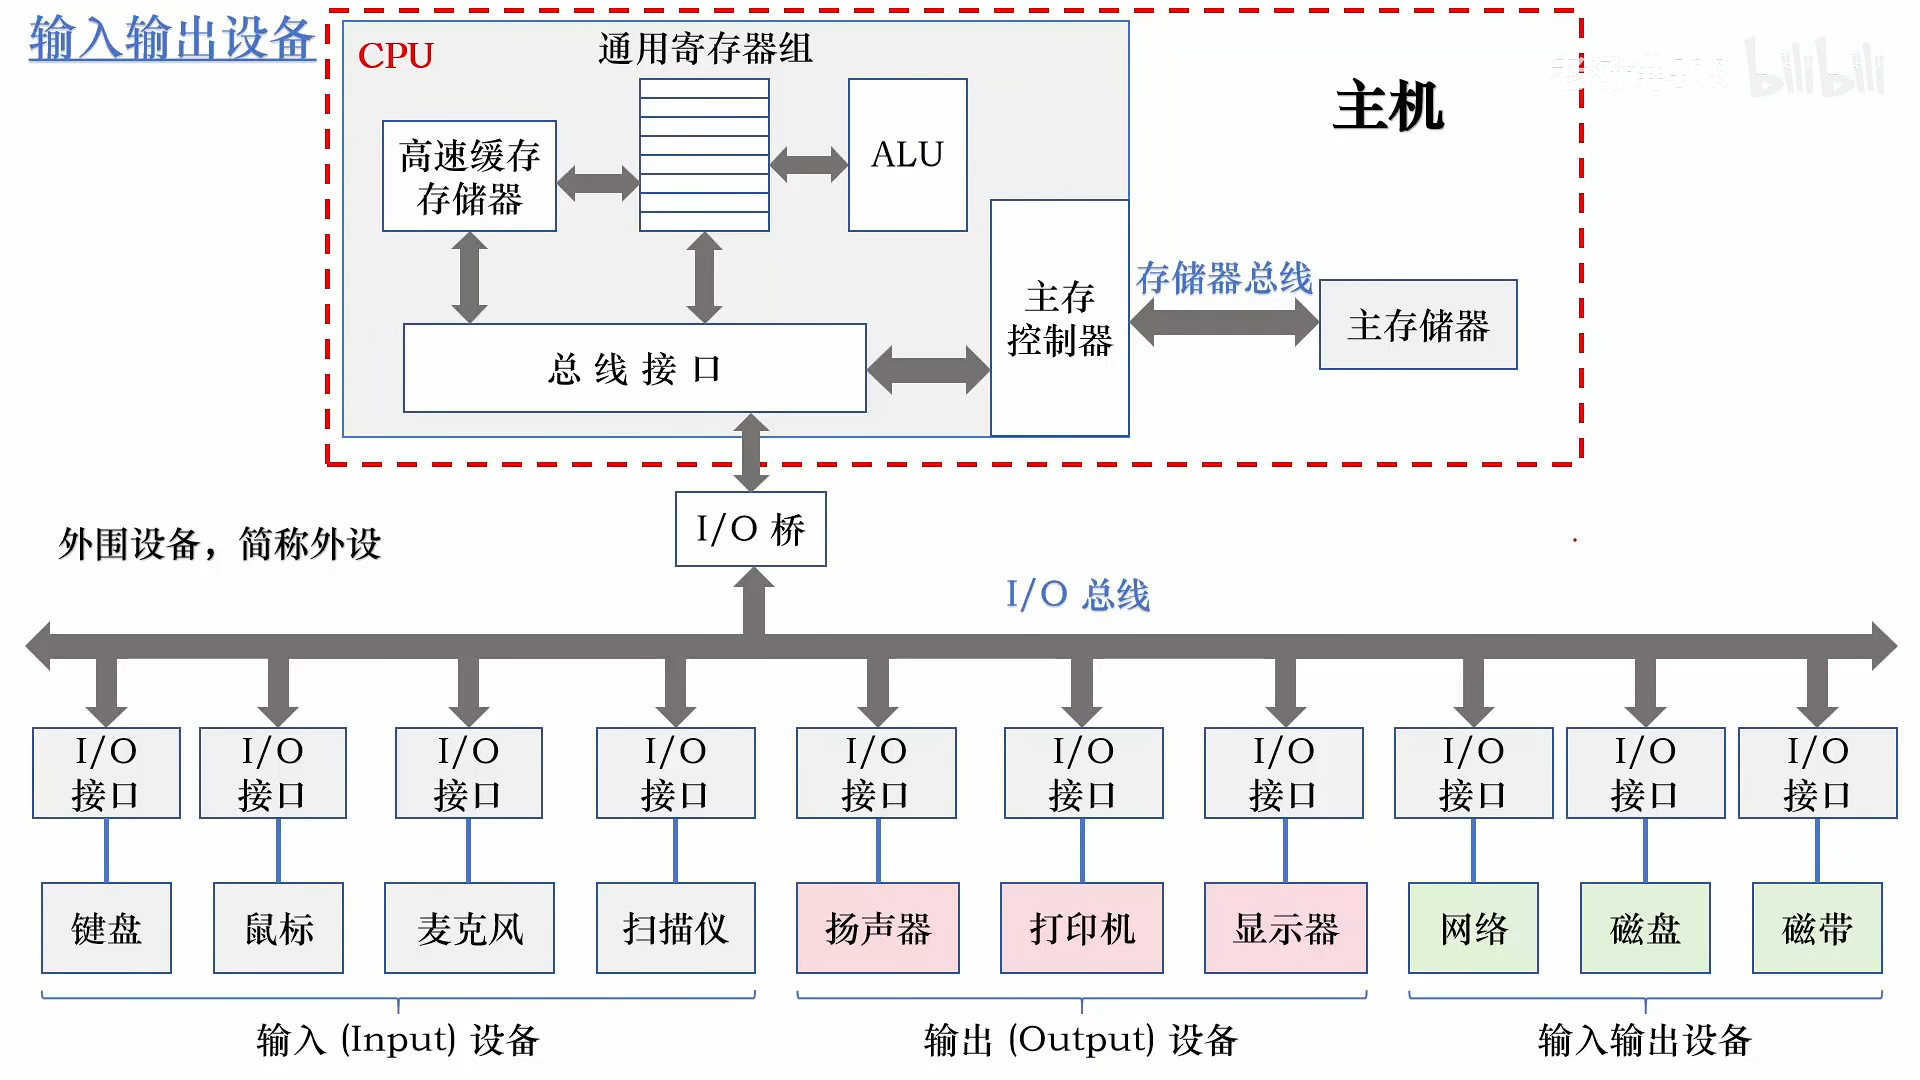 输入输出设备
CPU
通用寄存器组
高速缓存
存储器
ALU
主机
bilibili
存储器总线
主存
控制器
主存储器
总线接口
I/O 桥
外围设备，简称外设
I/O 总线
I/O
接口
I/O
接口
I/O
接口
I/O
接口
I/O
接口
I/O
接口
I/O
接口
I/O
接口
I/O
接口
I/O
接口
键盘
鼠标
麦克风
扫描仪
扬声器
打印机
显示器
网络
磁盘
磁带
输入 (Input) 设备
输出 (Output) 设备
输入输出设备